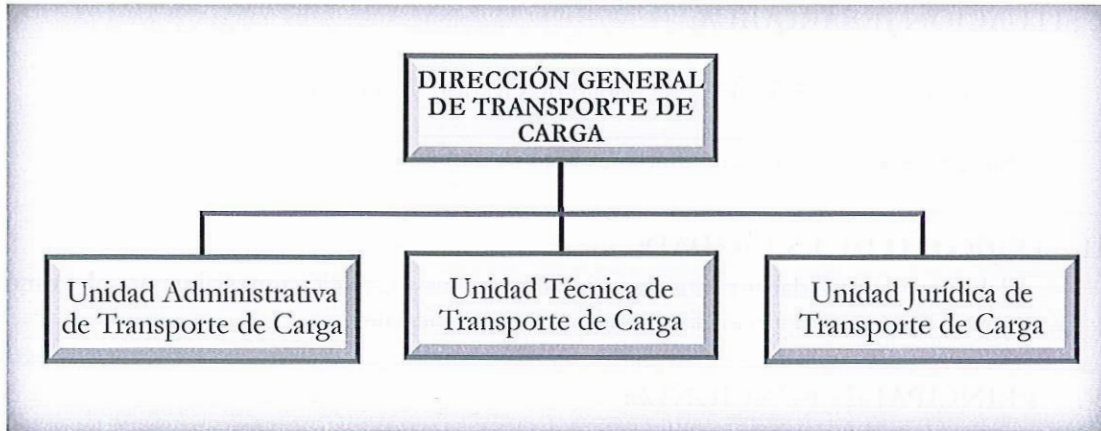 DIRECCIÓN GENERAL
DE TRANSPORTE DE
CARGA
Unidad Administrativa
de Transporte de Carga
Unidad Técnica de
Transporte de Carga
Unidad Jurídica de
Transporte de Carga